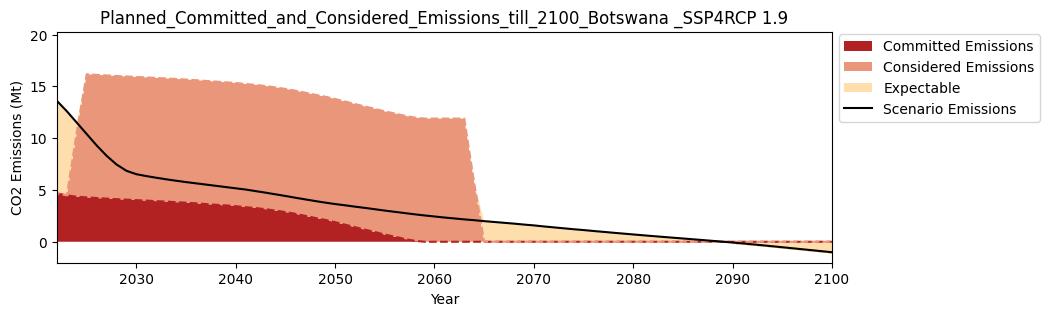 Planned_Committed_and_Considered_Emissions_till_2100_Botswana _SSP4RCP 1.9
CO2 Emissions (Mt)
20
15
10
5
0
2030 2040 2050 2060 2070 2080 2090 2100
Year
Committed Emissions
Considered Emissions
Expectable
Scenario Emissions